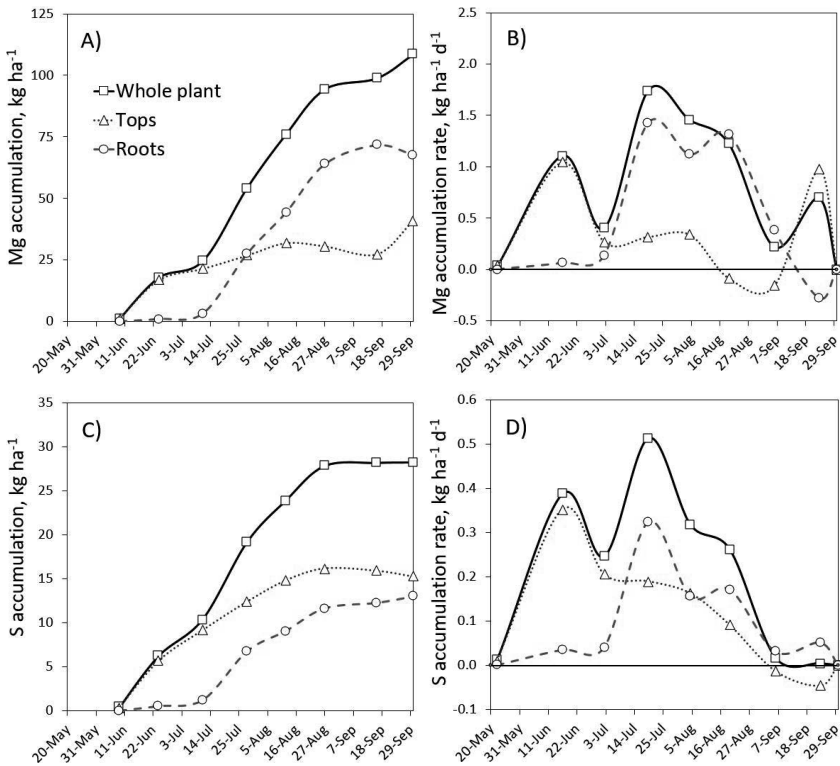 A)
Mg accumulation, kg ha⁻¹
125
100
75
50
25
0
Whole plant
Tops
Roots
20-May
31-May
11-Jun
22-Jun
3-Jul
14-Jul
25-Jul
5-Aug
16-Aug
27-Aug
7-Sep
18-Sep
29-Sep
B)
Mg accumulation rate, kg ha⁻¹ d⁻¹
2.0
1.5
1.0
0.5
0.0
-0.5
20-May
31-May
11-Jun
22-Jun
3-Jul
14-Jul
25-Jul
5-Aug
16-Aug
27-Aug
7-Sep
18-Sep
29-Sep
C)
S accumulation, kg ha⁻¹
35
30
25
20
15
10
5
0
20-May
31-May
11-Jun
22-Jun
3-Jul
14-Jul
25-Jul
5-Aug
16-Aug
27-Aug
7-Sep
18-Sep
29-Sep
D)
S accumulation rate, kg ha⁻¹ d⁻¹
0.6
0.5
0.4
0.3
0.2
0.1
0.0
-0.1
20-May
31-May
11-Jun
22-Jun
3-Jul
14-Jul
25-Jul
5-Aug
16-Aug
27-Aug
7-Sep
18-Sep
29-Sep